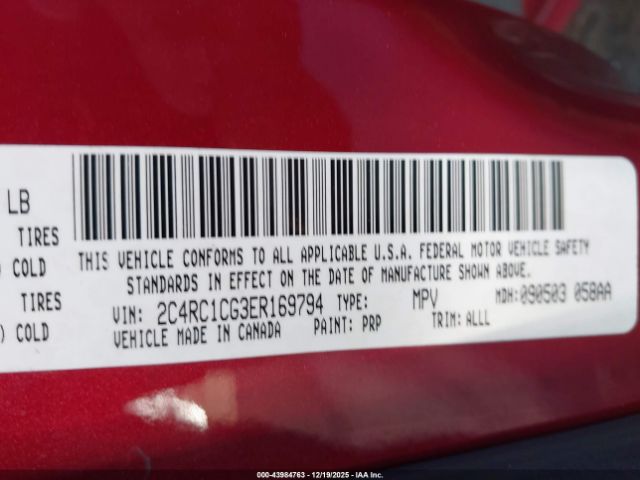 LB
TIRES
) COLD
TIRES
) COLD
THIS VEHICLE CONFORMS TO ALL APPLICABLE U.S.A. FEDERAL MOTOR VEHICLE SAFETY
STANDARDS IN EFFECT ON THE DATE OF MANUFACTURE SHOWN ABOVE.
VIN: 2C4RC1CG3ER169794 TYPE: MPV MDH: 090503 058AA
VEHICLE MADE IN CANADA PAINT: PRP TRIM: ALLL
000-43984763 - 12/19/2025 - IAA Inc.